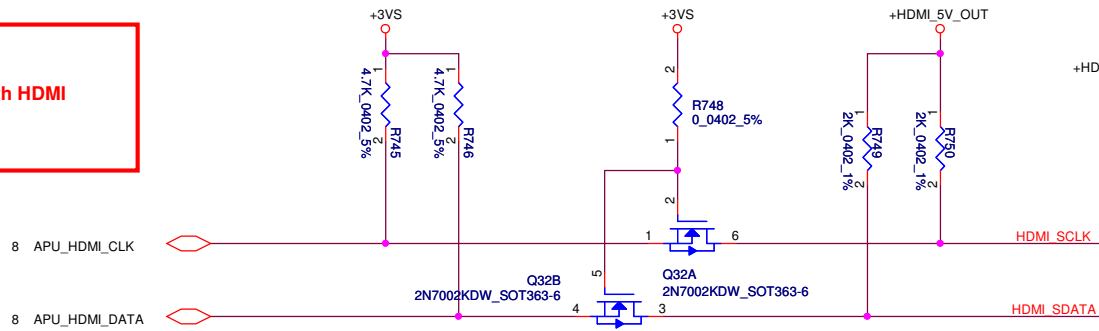 +3VS
+3VS
+HDMI_5V_OUT
h HDMI
+HD
1
4.7K_0402_5%
2
R745
1
4.7K_0402_5%
2
R746
2
R748
0_0402_5%
1
1
2K_0402_1%
2
R749
1
2K_0402_1%
2
R750
2
8 APU_HDMI_CLK
1
6
HDMI_SCLK
5
Q32B
2N7002KDW_SOT363-6
Q32A
2N7002KDW_SOT363-6
8 APU_HDMI_DATA
4
3
HDMI_SDATA